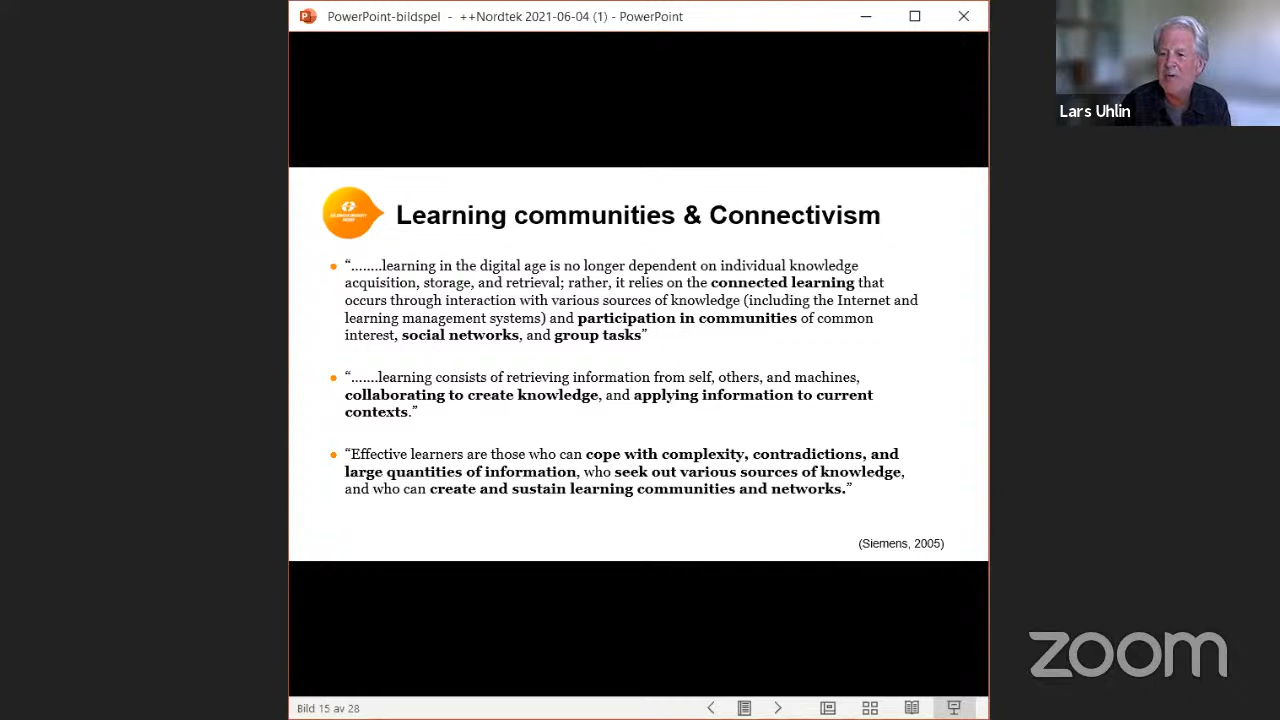 PowerPoint-bildspel - ++Nordtek 2021-06-04 (1) - PowerPoint
Lars Uhlin
Learning communities & Connectivism
“........learning in the digital age is no longer dependent on individual knowledge
acquisition, storage, and retrieval; rather, it relies on the connected learning that
occurs through interaction with various sources of knowledge (including the Internet and
learning management systems) and participation in communities of common
interest, social networks, and group tasks”
“.......learning consists of retrieving information from self, others, and machines,
collaborating to create knowledge, and applying information to current
contexts.”
“Effective learners are those who can cope with complexity, contradictions, and
large quantities of information, who seek out various sources of knowledge,
and who can create and sustain learning communities and networks.”
(Siemens, 2005)
zoom
Bild 15 av 28